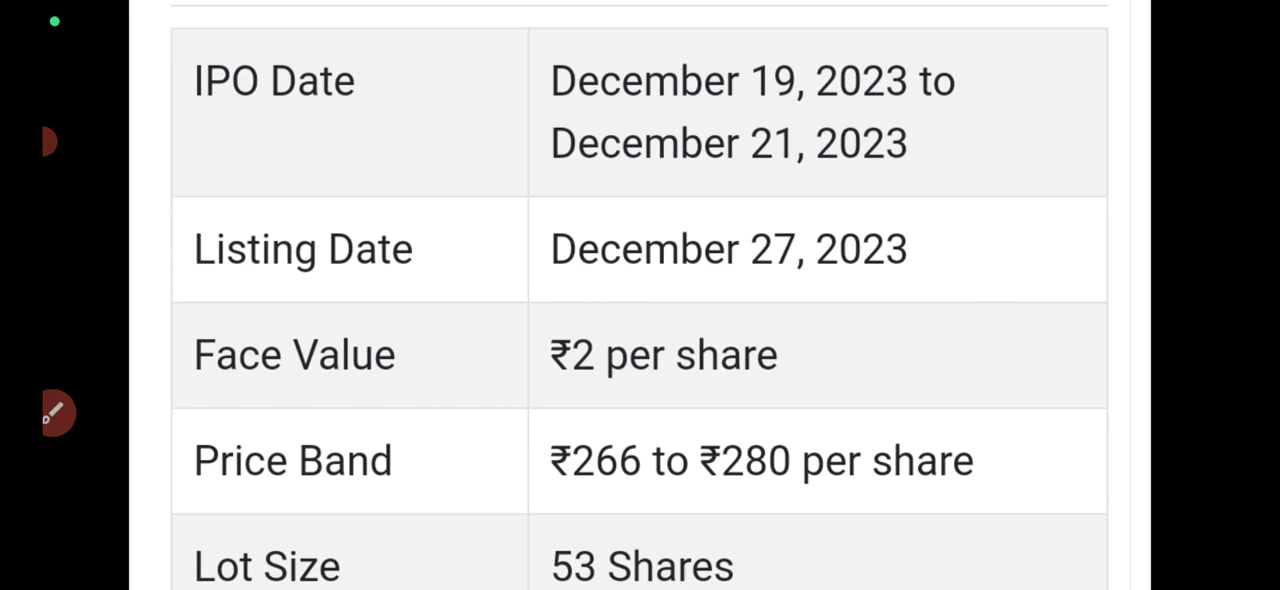 IPO Date
December 19, 2023 to
December 21, 2023
Listing Date
December 27, 2023
Face Value
₹2 per share
Price Band
₹266 to ₹280 per share
Lot Size
53 Shares